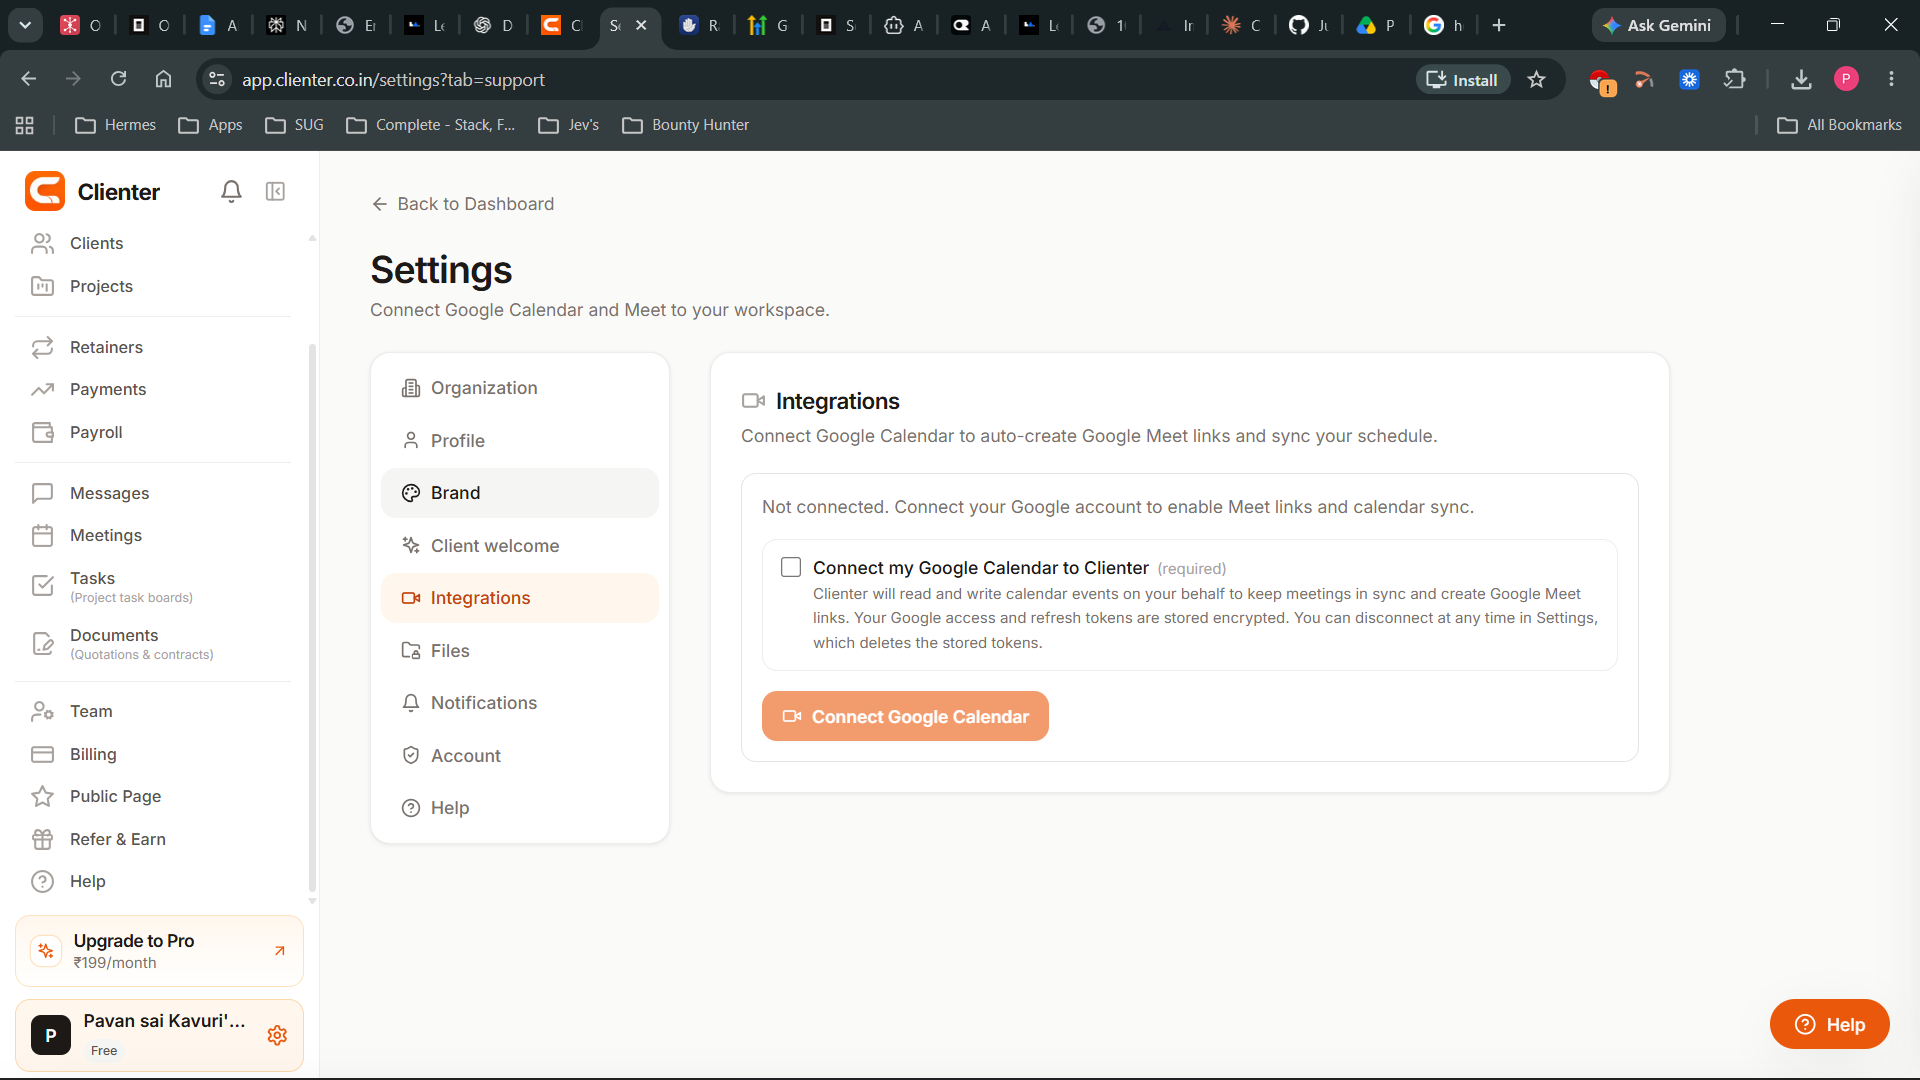 O
O
A
N
Er
Le
D
Cl
Se
R
G
S
A
A
Le
1
In
C
Ju
P
h
Ask Gemini
app.clienter.co.in/settings?tab=support
Install
P
Hermes
Apps
SUG
Complete - Stack, F...
Jev's
Bounty Hunter
All Bookmarks
Clienter
Clients
Projects
Retainers
Payments
Payroll
Messages
Meetings
Tasks
(Project task boards)
Documents
(Quotations & contracts)
Team
Billing
Public Page
Refer & Earn
Help
Upgrade to Pro
₹199/month
P
Pavan sai Kavuri'...
Free
Back to Dashboard
Settings
Connect Google Calendar and Meet to your workspace.
Organization
Profile
Brand
Client welcome
Integrations
Files
Notifications
Account
Help
Integrations
Connect Google Calendar to auto-create Google Meet links and sync your schedule.
Not connected. Connect your Google account to enable Meet links and calendar sync.
Connect my Google Calendar to Clienter (required)
Clienter will read and write calendar events on your behalf to keep meetings in sync and create Google Meet
links. Your Google access and refresh tokens are stored encrypted. You can disconnect at any time in Settings,
which deletes the stored tokens.
Connect Google Calendar
Help